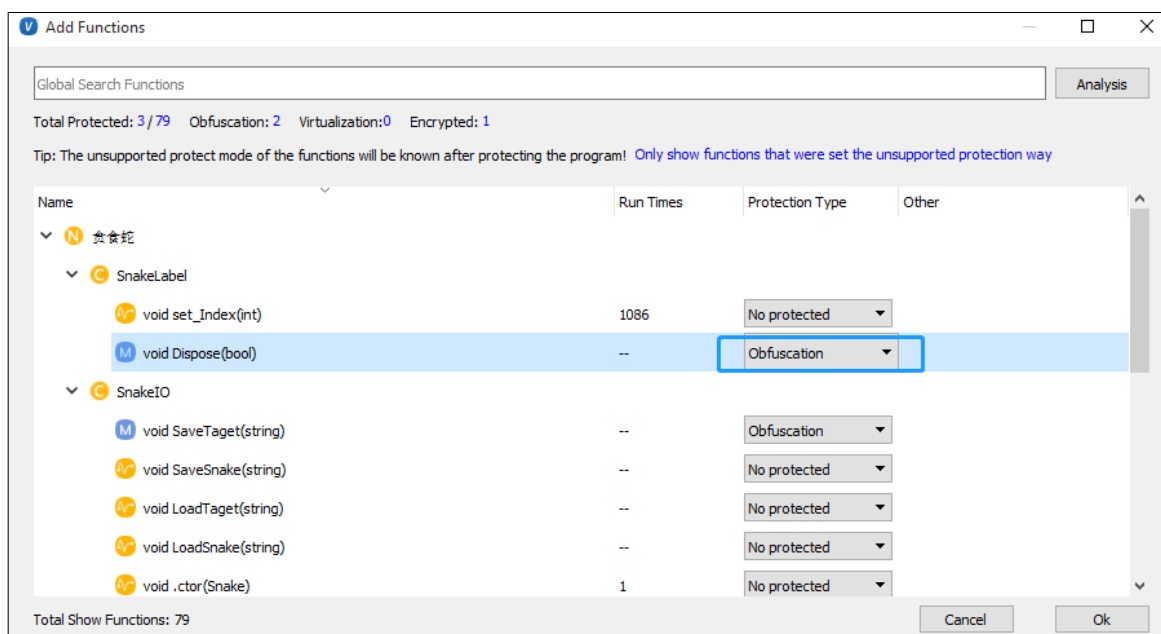 Add Functions
Global Search Functions
Analysis
Total Protected: 3 / 79 Obfuscation: 2 Virtualization:0 Encrypted: 1
Tip: The unsupported protect mode of the functions will be known after protecting the program! Only show functions that were set the unsupported protection way
Name Run Times Protection Type Other
N 贪食蛇
C SnakeLabel
void set_Index(int) 1086 No protected
M void Dispose(bool) -- Obfuscation
C SnakeIO
M void SaveTaget(string) -- Obfuscation
void SaveSnake(string) -- No protected
void LoadTaget(string) -- No protected
void LoadSnake(string) -- No protected
void .ctor(Snake) 1 No protected
Total Show Functions: 79 Cancel Ok